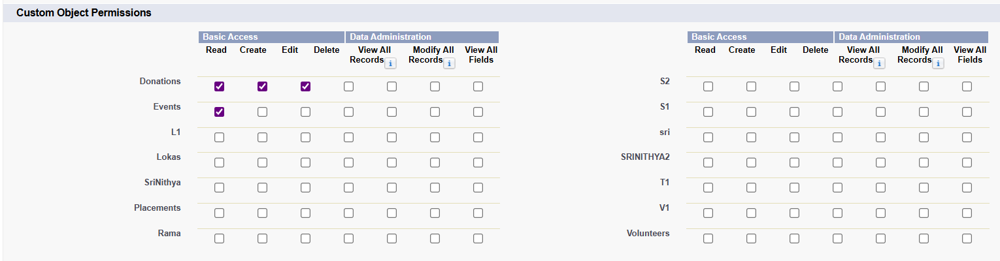 Custom Object Permissions
Basic Access Data Administration
Read Create Edit Delete View All Records i Modify All Records i View All Fields
Donations
Events
L1
Lokas
SriNithya
Placements
Rama
Basic Access Data Administration
Read Create Edit Delete View All Records i Modify All Records i View All Fields
S2
S1
sri
SRINITHYA2
T1
V1
Volunteers